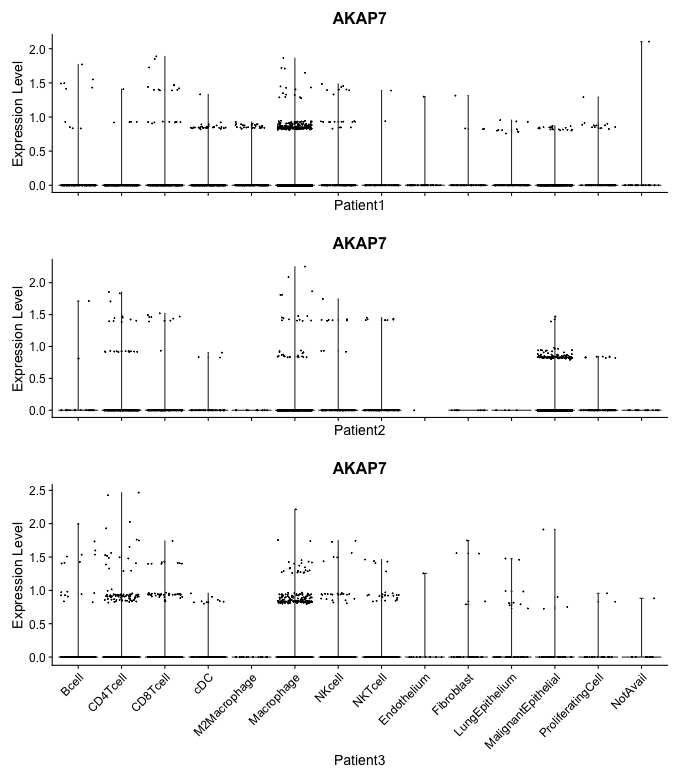 AKAP7
Expression Level
2.0
1.5
1.0
0.5
0.0
Patient1
AKAP7
Expression Level
2.0
1.5
1.0
0.5
0.0
Patient2
AKAP7
Expression Level
2.5
2.0
1.5
1.0
0.5
0.0
Bcell
CD4Tcell
CD8Tcell
cDC
M2Macrophage
Macrophage
NKcell
NKTcell
Endothelium
Fibroblast
LungEpithelium
MalignantEpithelial
ProliferatingCell
NotAvail
Patient3